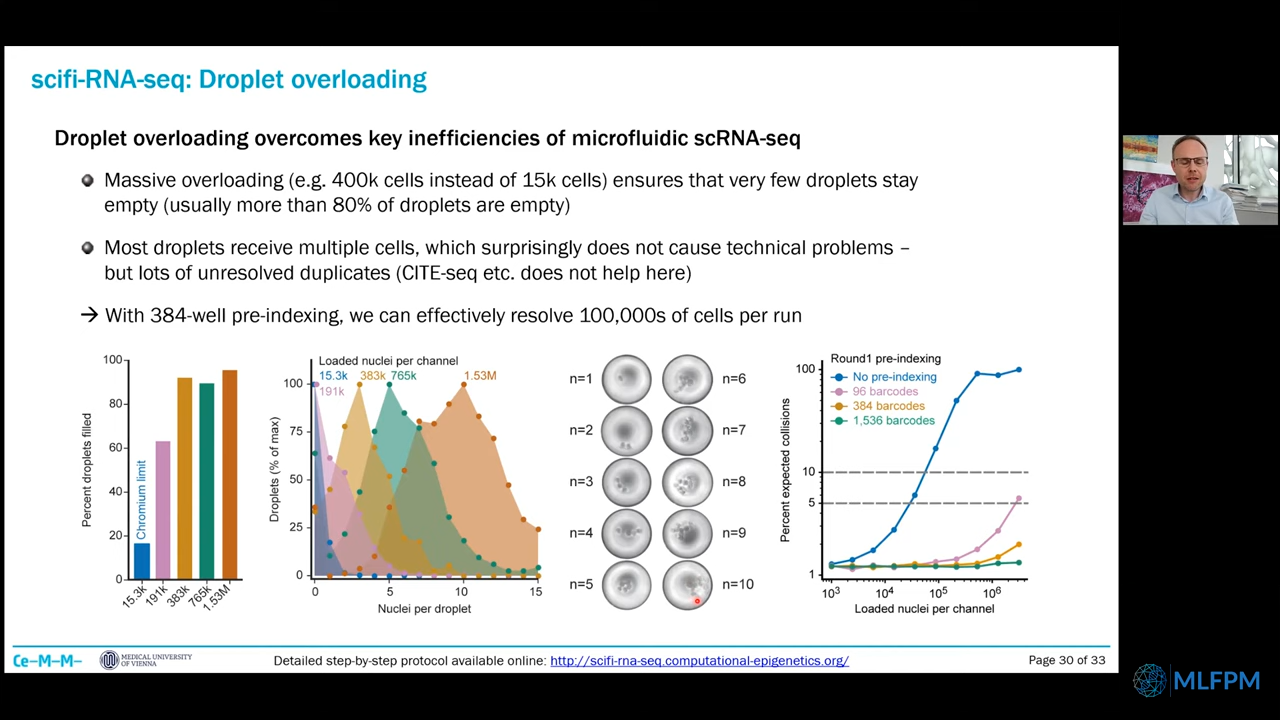 scifi-RNA-seq: Droplet overloading
Droplet overloading overcomes key inefficiencies of microfluidic scRNA-seq
Massive overloading (e.g. 400k cells instead of 15k cells) ensures that very few droplets stay
empty (usually more than 80% of droplets are empty)
Most droplets receive multiple cells, which surprisingly does not cause technical problems –
but lots of unresolved duplicates (CITE-seq etc. does not help here)
→ With 384-well pre-indexing, we can effectively resolve 100,000s of cells per run
Percent droplets filled
100
80
60
40
20
0
Chromium limit
15.3k
191k
383k
765k
1.53M
Loaded nuclei per channel
15.3k 383k 765k 1.53M
191k
Droplets (% of max)
100
75
50
25
0
0 5 10 15
Nuclei per droplet
n=1
n=2
n=3
n=4
n=5
n=6
n=7
n=8
n=9
n=10
Round1 pre-indexing
No pre-indexing
96 barcodes
384 barcodes
1,536 barcodes
Percent expected collisions
100
10
5
1
10³ 10⁴ 10⁵ 10⁶
Loaded nuclei per channel
Ce-M-M-
MEDICAL UNIVERSITY
OF VIENNA
Detailed step-by-step protocol available online: http://scifi-rna-seq.computational-epigenetics.org/
Page 30 of 33
MLFPM